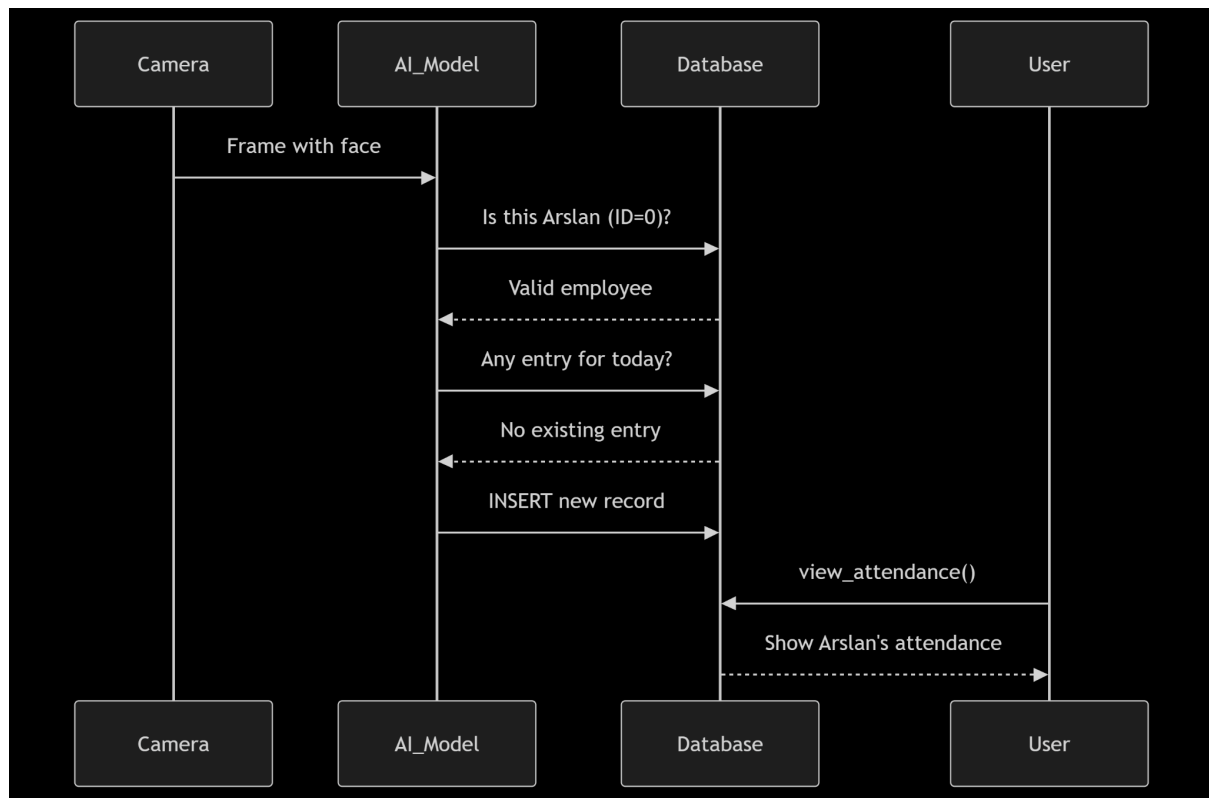 Camera
AI_Model
Database
User
Frame with face
Is this Arslan (ID=0)?
Valid employee
Any entry for today?
No existing entry
INSERT new record
view_attendance()
Show Arslan's attendance
Camera
AI_Model
Database
User